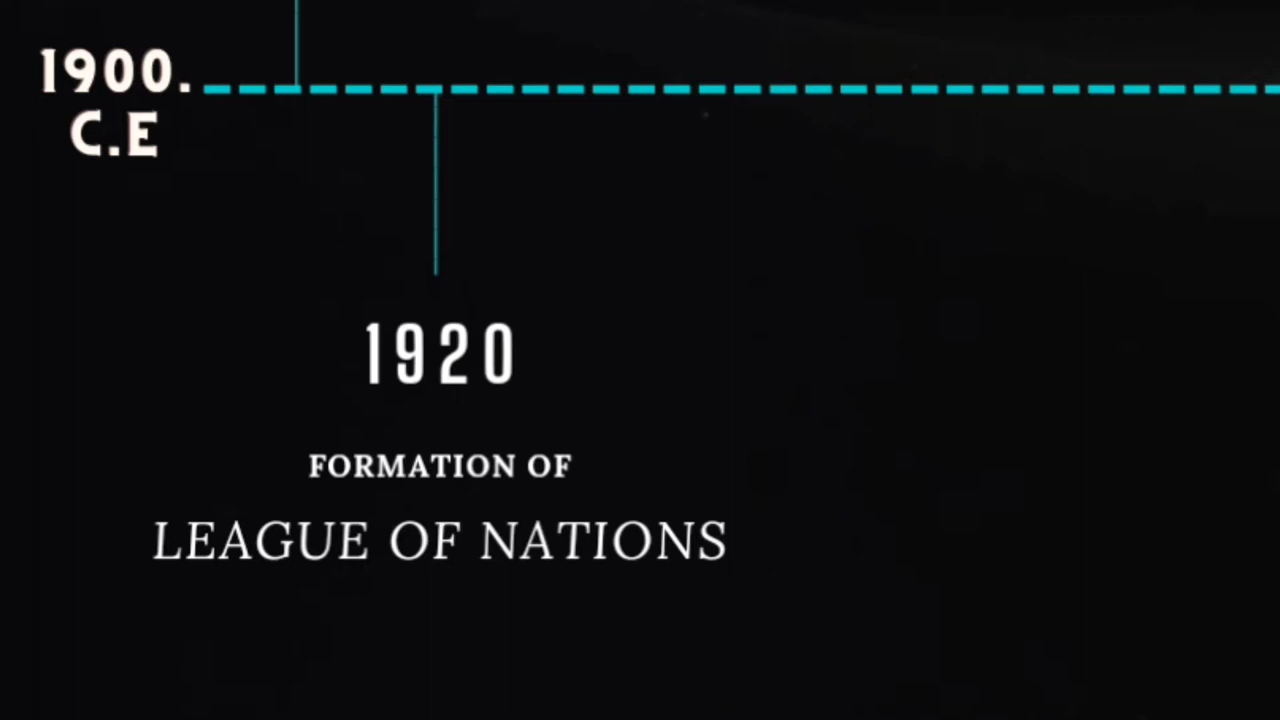 1900.
C.E
1920
FORMATION OF
LEAGUE OF NATIONS